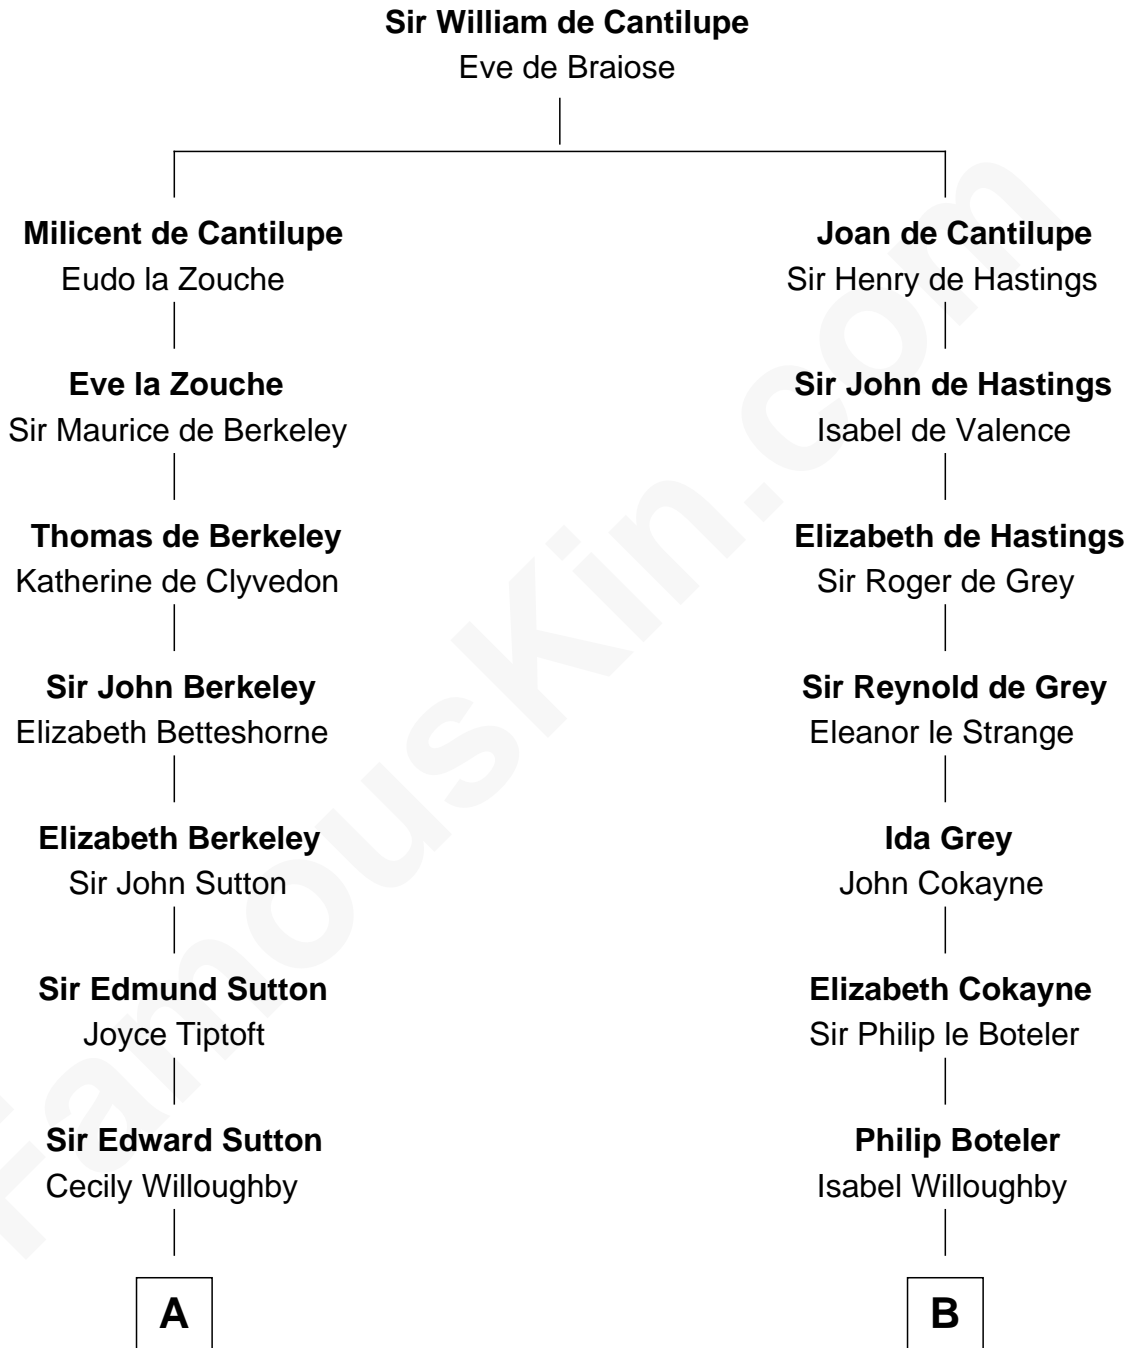 Sir William de Cantilupe
Eve de Braiose
Milicent de Cantilupe
Eudo la Zouche
Joan de Cantilupe
Sir Henry de Hastings
Eve la Zouche
Sir Maurice de Berkeley
Sir John de Hastings
Isabel de Valence
Thomas de Berkeley
Katherine de Clyvedon
Elizabeth de Hastings
Sir Roger de Grey
Sir John Berkeley
Elizabeth Betteshorne
Sir Reynold de Grey
Eleanor le Strange
Elizabeth Berkeley
Sir John Sutton
Ida Grey
John Cokayne
Sir Edmund Sutton
Joyce Tiptoft
Elizabeth Cokayne
Sir Philip le Boteler
Sir Edward Sutton
Cecily Willoughby
Philip Boteler
Isabel Willoughby
A
B
FamousKin.com